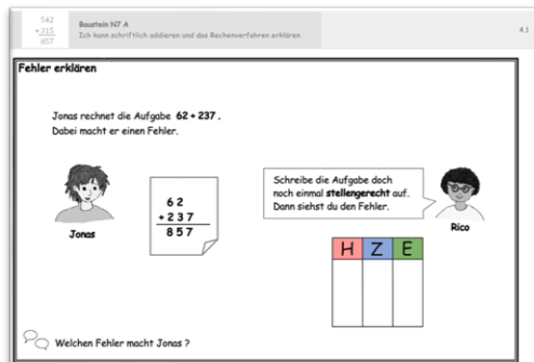 542
+315
857
Baustein N7 A
Ich kann schriftlich addieren und das Rechenverfahren erklären
4.1
Fehler erklären
Jonas rechnet die Aufgabe 62 + 237 .
Dabei macht er einen Fehler.
Schreibe die Aufgabe doch
noch einmal stellengerecht auf.
Dann siehst du den Fehler.
6 2
+ 2 3 7
8 5 7
Jonas
Rico
H Z E
Welchen Fehler macht Jonas ?